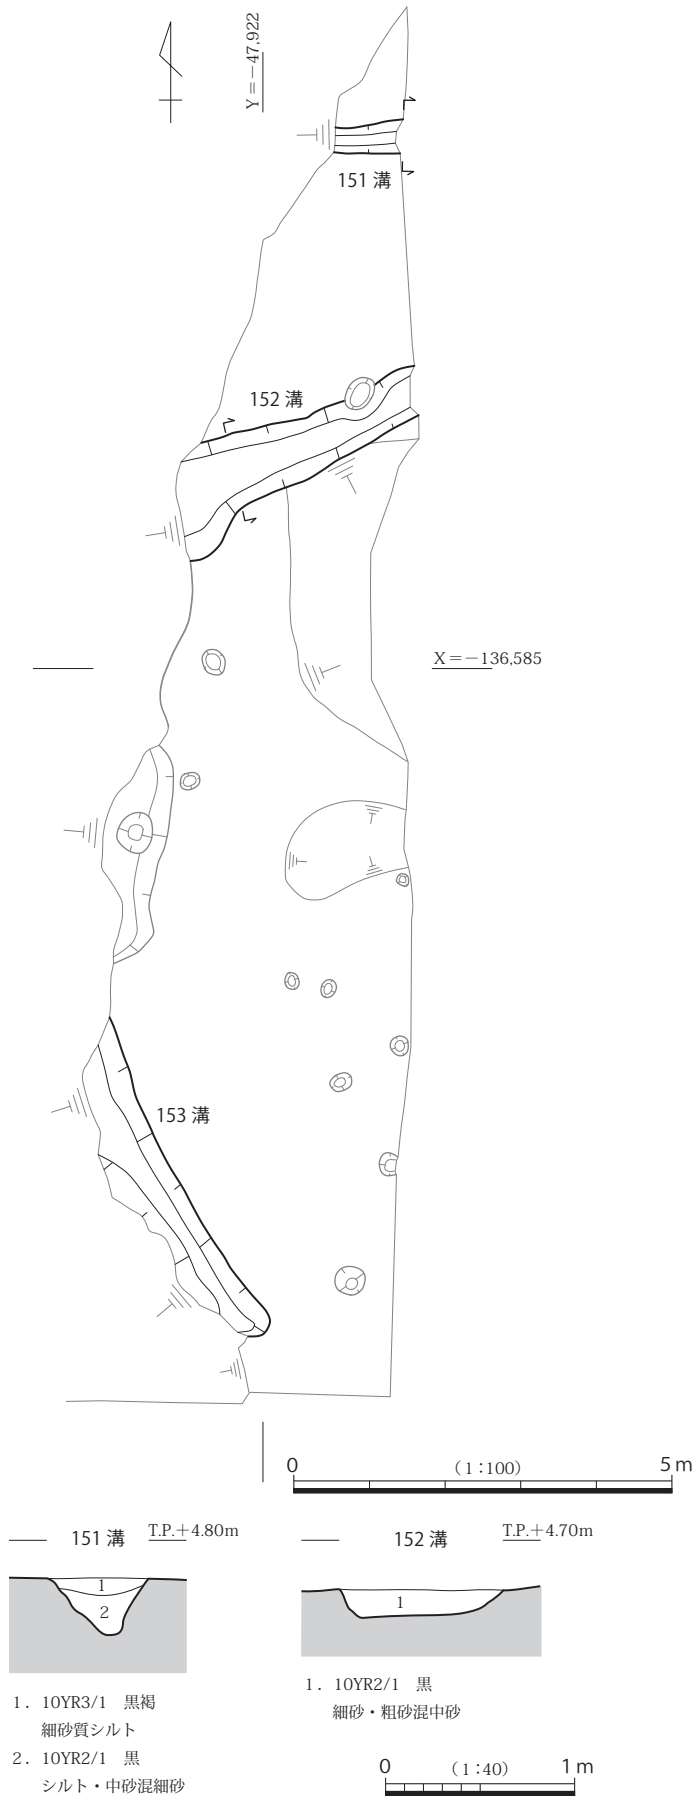 Y=-47,922
151 溝
152 溝
X=-136,585
153 溝
0 (1:100) 5 m
151 溝 T.P.+4.80m
1
2
1. 10YR3/1 黒褐
細砂質シルト
2. 10YR2/1 黒
シルト・中砂混細砂
152 溝 T.P.+4.70m
1
1. 10YR2/1 黒
細砂・粗砂混中砂
0 (1:40) 1 m